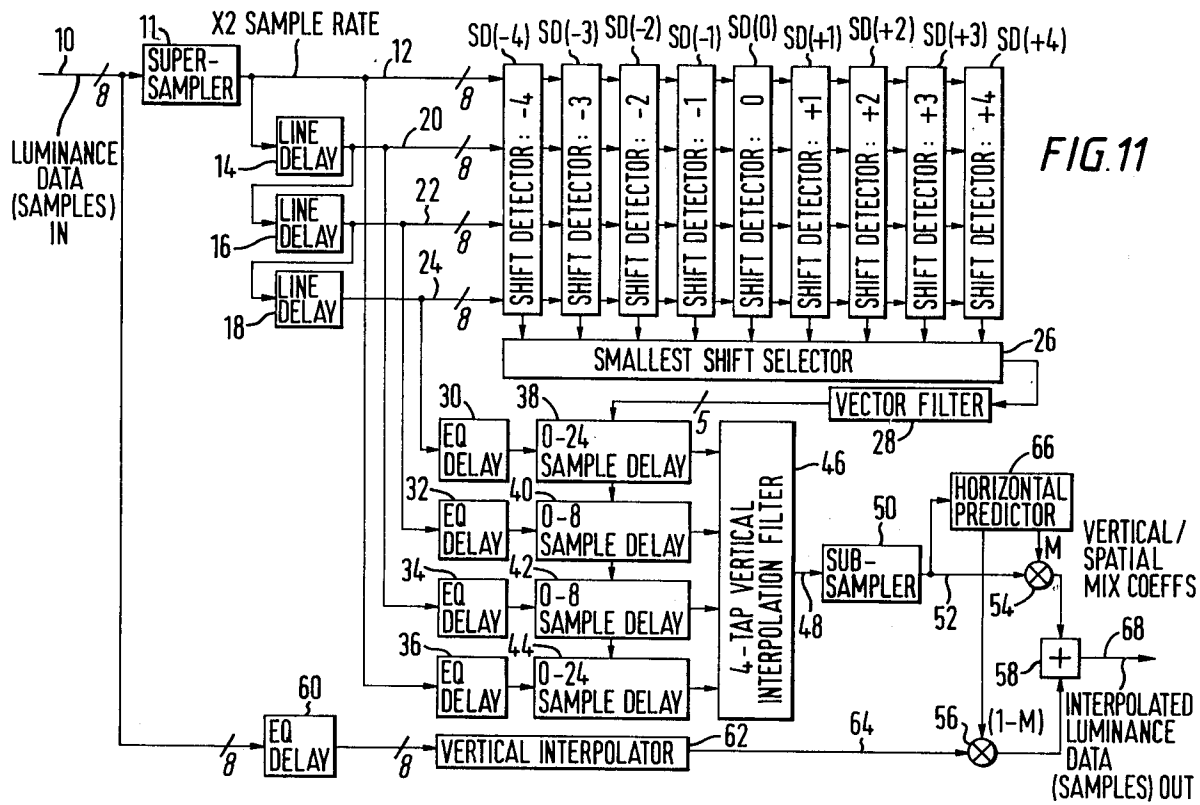 10
8
LUMINANCE
DATA
(SAMPLES)
IN
11
SUPER-
SAMPLER
X2 SAMPLE RATE
12
8
LINE
DELAY
14
20
8
LINE
DELAY
16
22
8
LINE
DELAY
18
24
8
SD(-4)
SD(-3)
SD(-2)
SD(-1)
SD(0)
SD(+1)
SD(+2)
SD(+3)
SD(+4)
SHIFT DETECTOR: -4
SHIFT DETECTOR: -3
SHIFT DETECTOR: -2
SHIFT DETECTOR: -1
SHIFT DETECTOR: 0
SHIFT DETECTOR: +1
SHIFT DETECTOR: +2
SHIFT DETECTOR: +3
SHIFT DETECTOR: +4
FIG. 11
SMALLEST SHIFT SELECTOR
26
VECTOR FILTER
28
5
30
EQ
DELAY
38
0-24
SAMPLE DELAY
32
EQ
DELAY
40
0-8
SAMPLE DELAY
34
EQ
DELAY
42
0-8
SAMPLE DELAY
36
EQ
DELAY
44
0-24
SAMPLE DELAY
4-TAP VERTICAL
INTERPOLATION FILTER
46
48
50
SUB-
SAMPLER
52
66
HORIZONTAL
PREDICTOR
M
54
VERTICAL/
SPATIAL
MIX COEFFS
58
+
68
INTERPOLATED
LUMINANCE
DATA
(SAMPLES) OUT
56
(1-M)
8
60
EQ
DELAY
8
VERTICAL INTERPOLATOR
62
64